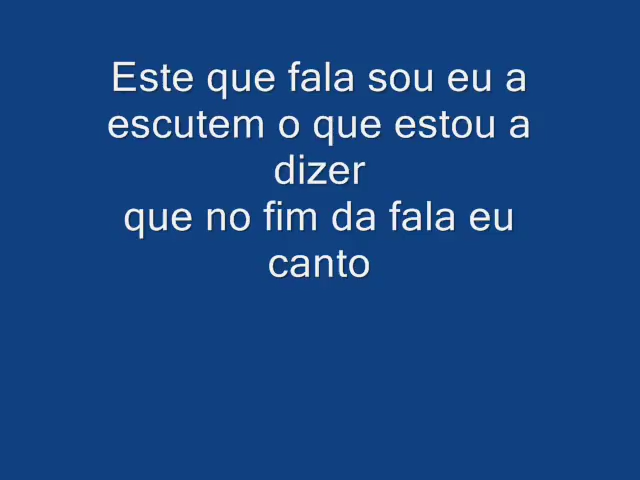 Este que fala sou eu a
escutem o que estou a
dizer
que no fim da fala eu
canto